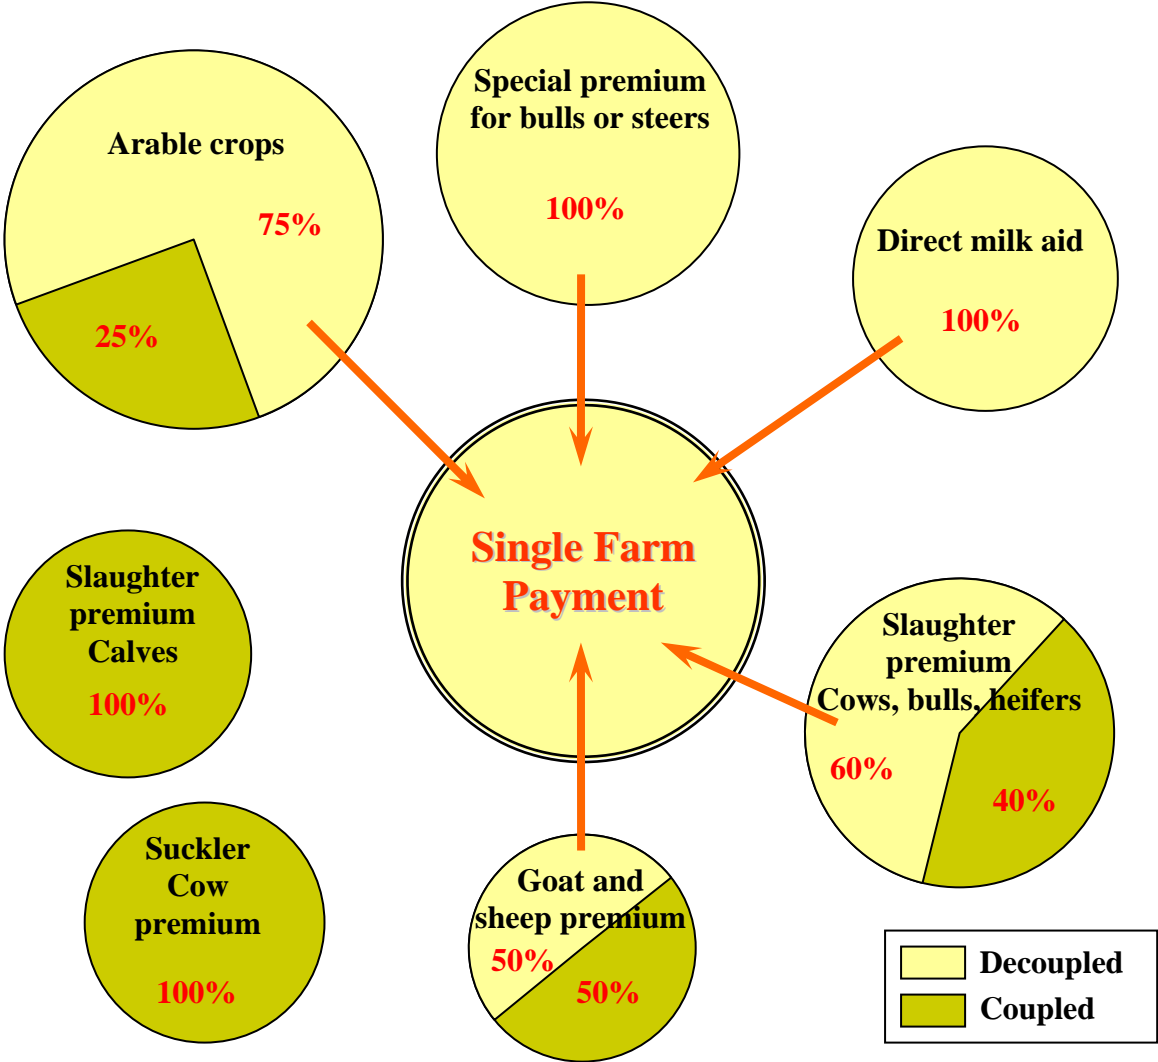 Special premium
for bulls or steers
100%
Arable crops
75%
25%
Direct milk aid
100%
Single Farm
Payment
Slaughter
premium
Calves
100%
Slaughter
premium
Cows, bulls, heifers
60%
40%
Suckler
Cow
premium
100%
Goat and
sheep premium
50%
50%
Decoupled
Coupled